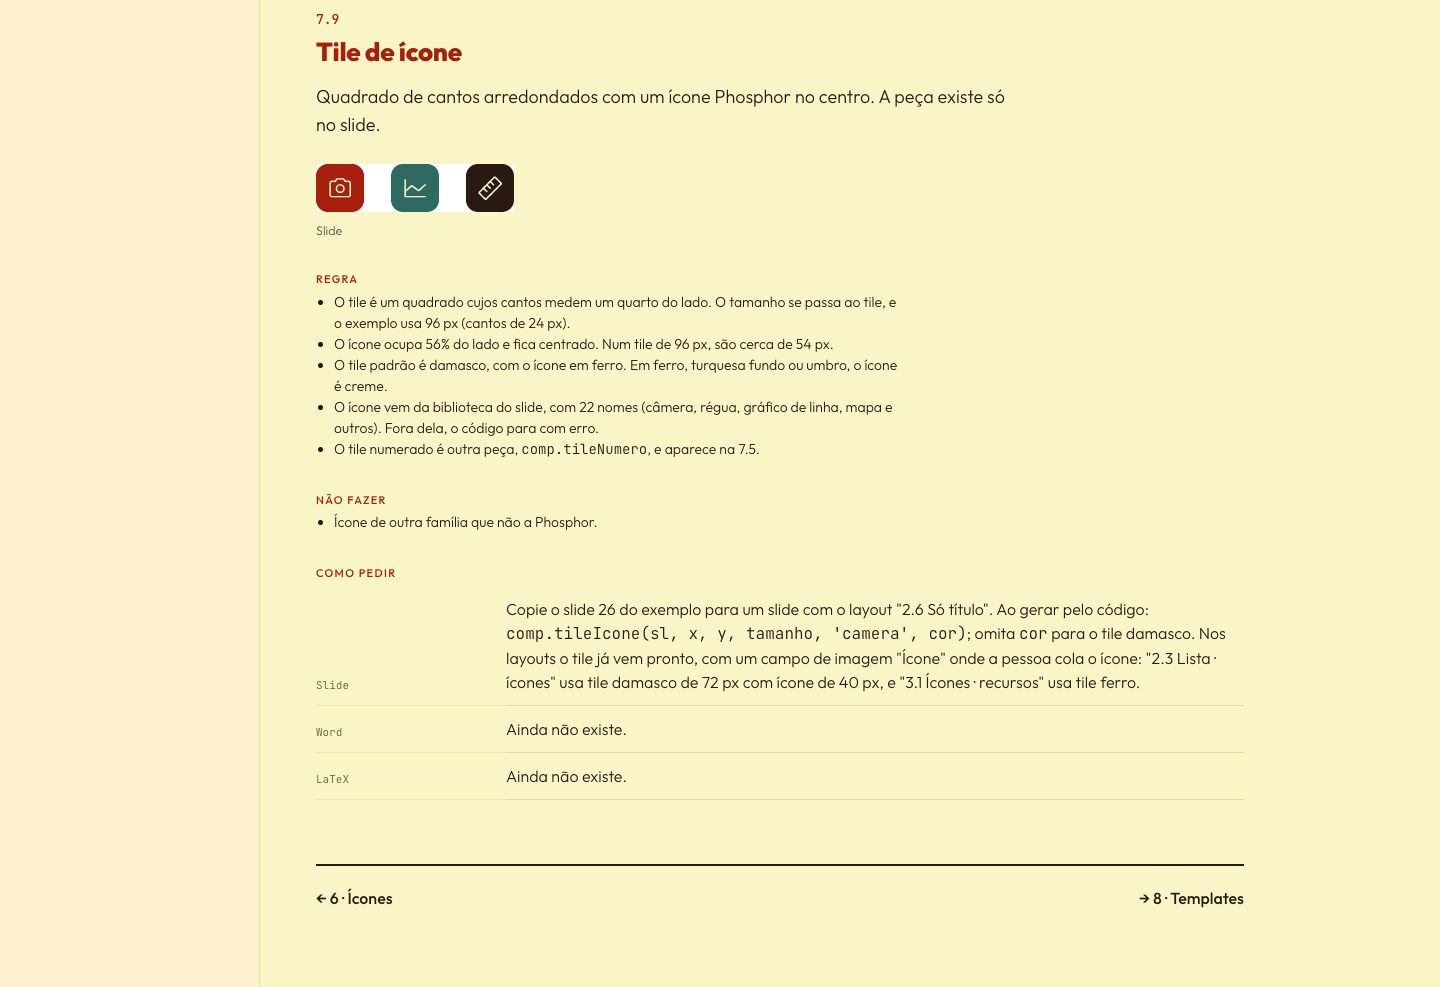 7.9
Tile de ícone
Quadrado de cantos arredondados com um ícone Phosphor no centro. A peça existe só
no slide.
Slide
REGRA
• O tile é um quadrado cujos cantos medem um quarto do lado. O tamanho se passa ao tile, e
o exemplo usa 96 px (cantos de 24 px).
• O ícone ocupa 56% do lado e fica centrado. Num tile de 96 px, são cerca de 54 px.
• O tile padrão é damasco, com o ícone em ferro. Em ferro, turquesa fundo ou umbro, o ícone
é creme.
• O ícone vem da biblioteca do slide, com 22 nomes (câmera, régua, gráfico de linha, mapa e
outros). Fora dela, o código para com erro.
• O tile numerado é outra peça, comp.tileNumero, e aparece na 7.5.
NÃO FAZER
• Ícone de outra família que não a Phosphor.
COMO PEDIR
Copie o slide 26 do exemplo para um slide com o layout "2.6 Só título". Ao gerar pelo código:
comp.tileIcone(sl, x, y, tamanho, 'camera', cor); omita cor para o tile damasco. Nos
layouts o tile já vem pronto, com um campo de imagem "Ícone" onde a pessoa cola o ícone: "2.3 Lista ·
Slide ícones" usa tile damasco de 72 px com ícone de 40 px, e "3.1 Ícones · recursos" usa tile ferro.
Word Ainda não existe.
LaTeX Ainda não existe.
← 6 · Ícones → 8 · Templates